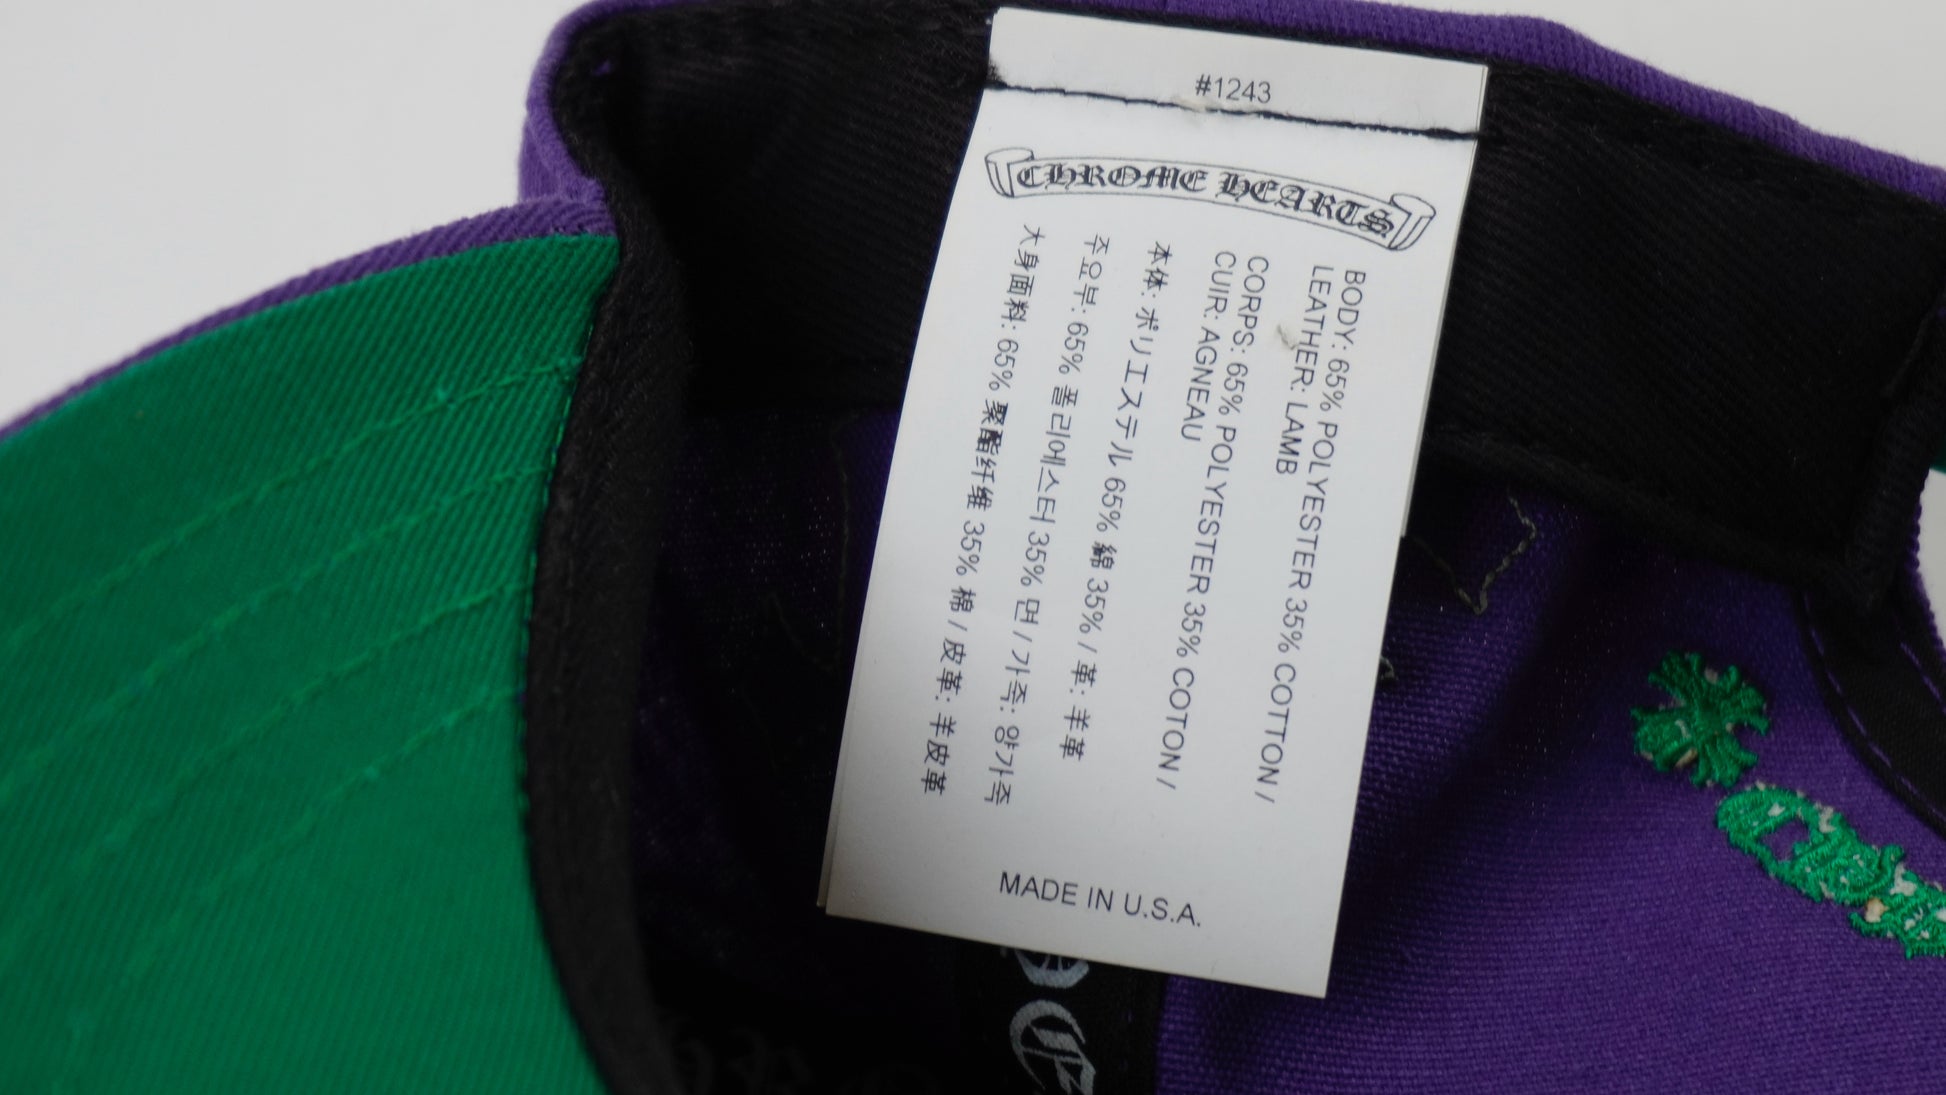 #1243
CHROME HEARTS
BODY: 65% POLYESTER 35% COTTON /
LEATHER: LAMB
CORPS: 65% POLYESTER 35% COTTON /
CUIR: AGNEAU
本体: ポリエステル 65% 綿 35% / 革: 羊革
주요부: 65% 폴리에스터 35% 면 / 가죽: 양가죽
大身面料: 65% 聚酯纤维 35% 棉 / 皮革: 羊皮革
MADE IN U.S.A.